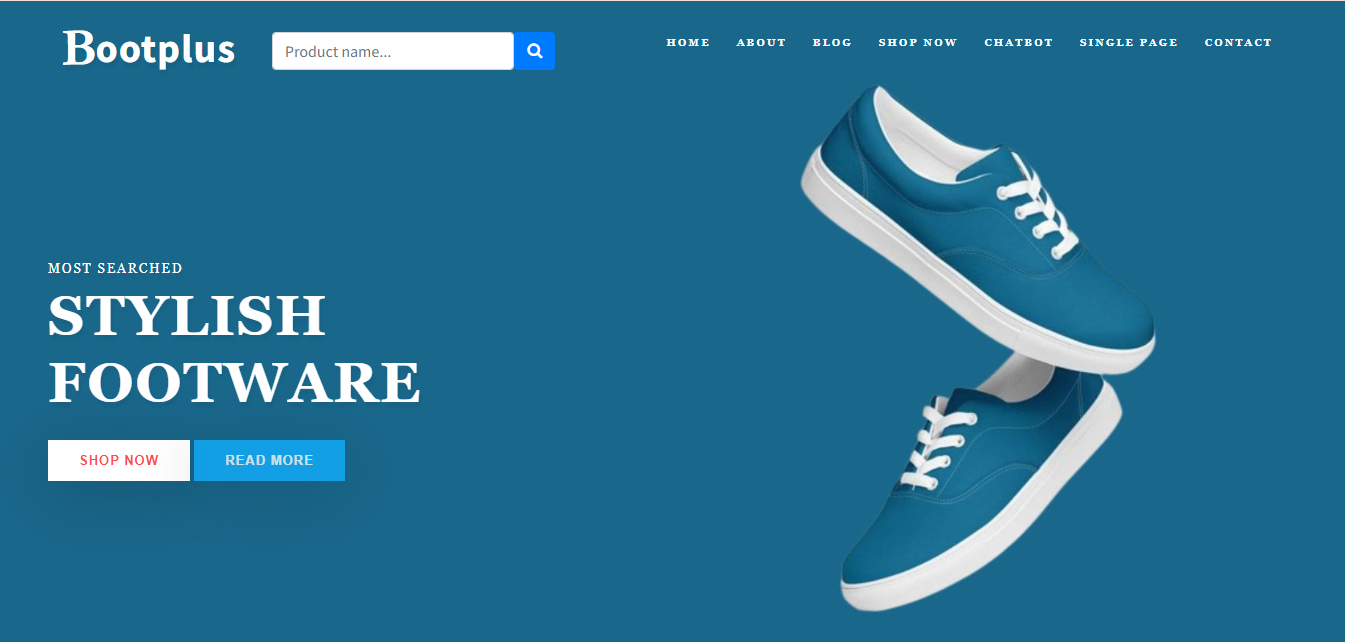 Bootplus
Product name...
HOME ABOUT BLOG SHOP NOW CHATBOT SINGLE PAGE CONTACT
MOST SEARCHED
STYLISH
FOOTWARE
SHOP NOW READ MORE